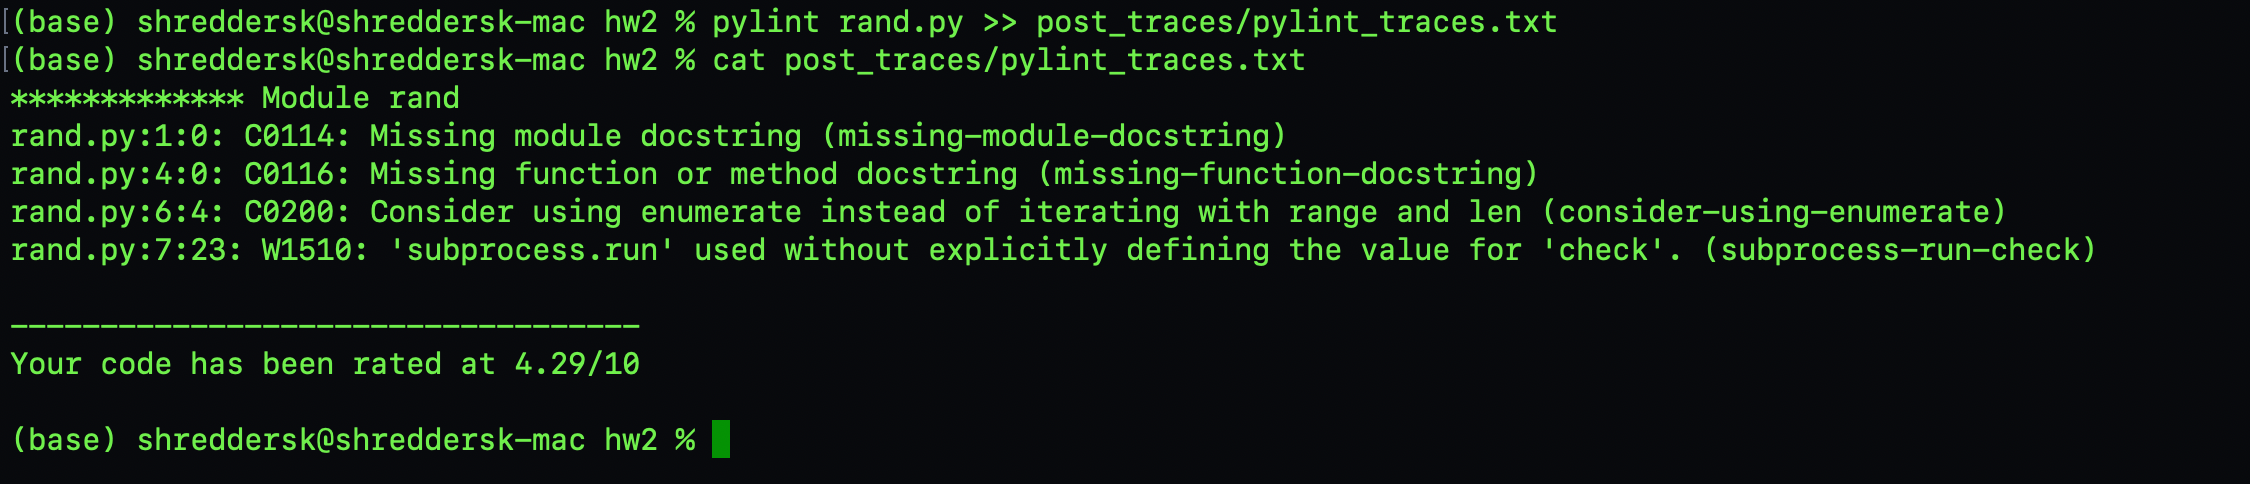 [(base) shreddersk@shreddersk-mac hw2 % pylint rand.py >> post_traces/pylint_traces.txt
[(base) shreddersk@shreddersk-mac hw2 % cat post_traces/pylint_traces.txt
************* Module rand
rand.py:1:0: C0114: Missing module docstring (missing-module-docstring)
rand.py:4:0: C0116: Missing function or method docstring (missing-function-docstring)
rand.py:6:4: C0200: Consider using enumerate instead of iterating with range and len (consider-using-enumerate)
rand.py:7:23: W1510: 'subprocess.run' used without explicitly defining the value for 'check'. (subprocess-run-check)
-----------------------------------
Your code has been rated at 4.29/10
(base) shreddersk@shreddersk-mac hw2 %